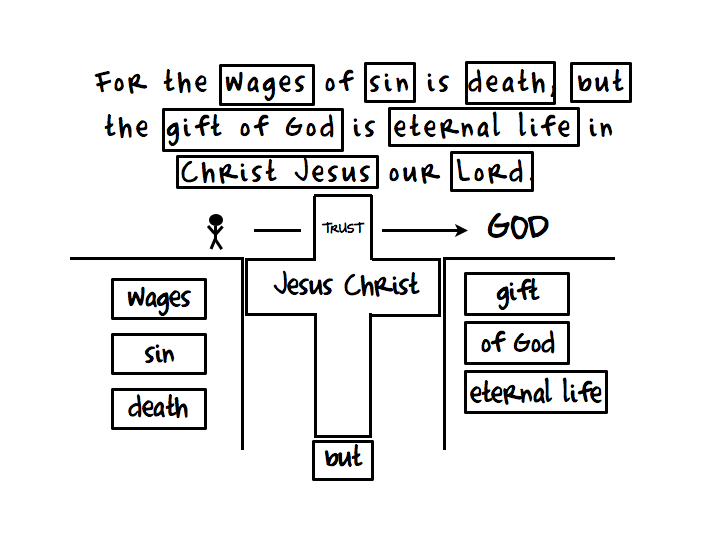 For the wages of sin is death, but
the gift of God is eternal life in
Christ Jesus our Lord.
TRUST
GOD
Jesus Christ
wages
sin
death
gift
of God
eternal life
but